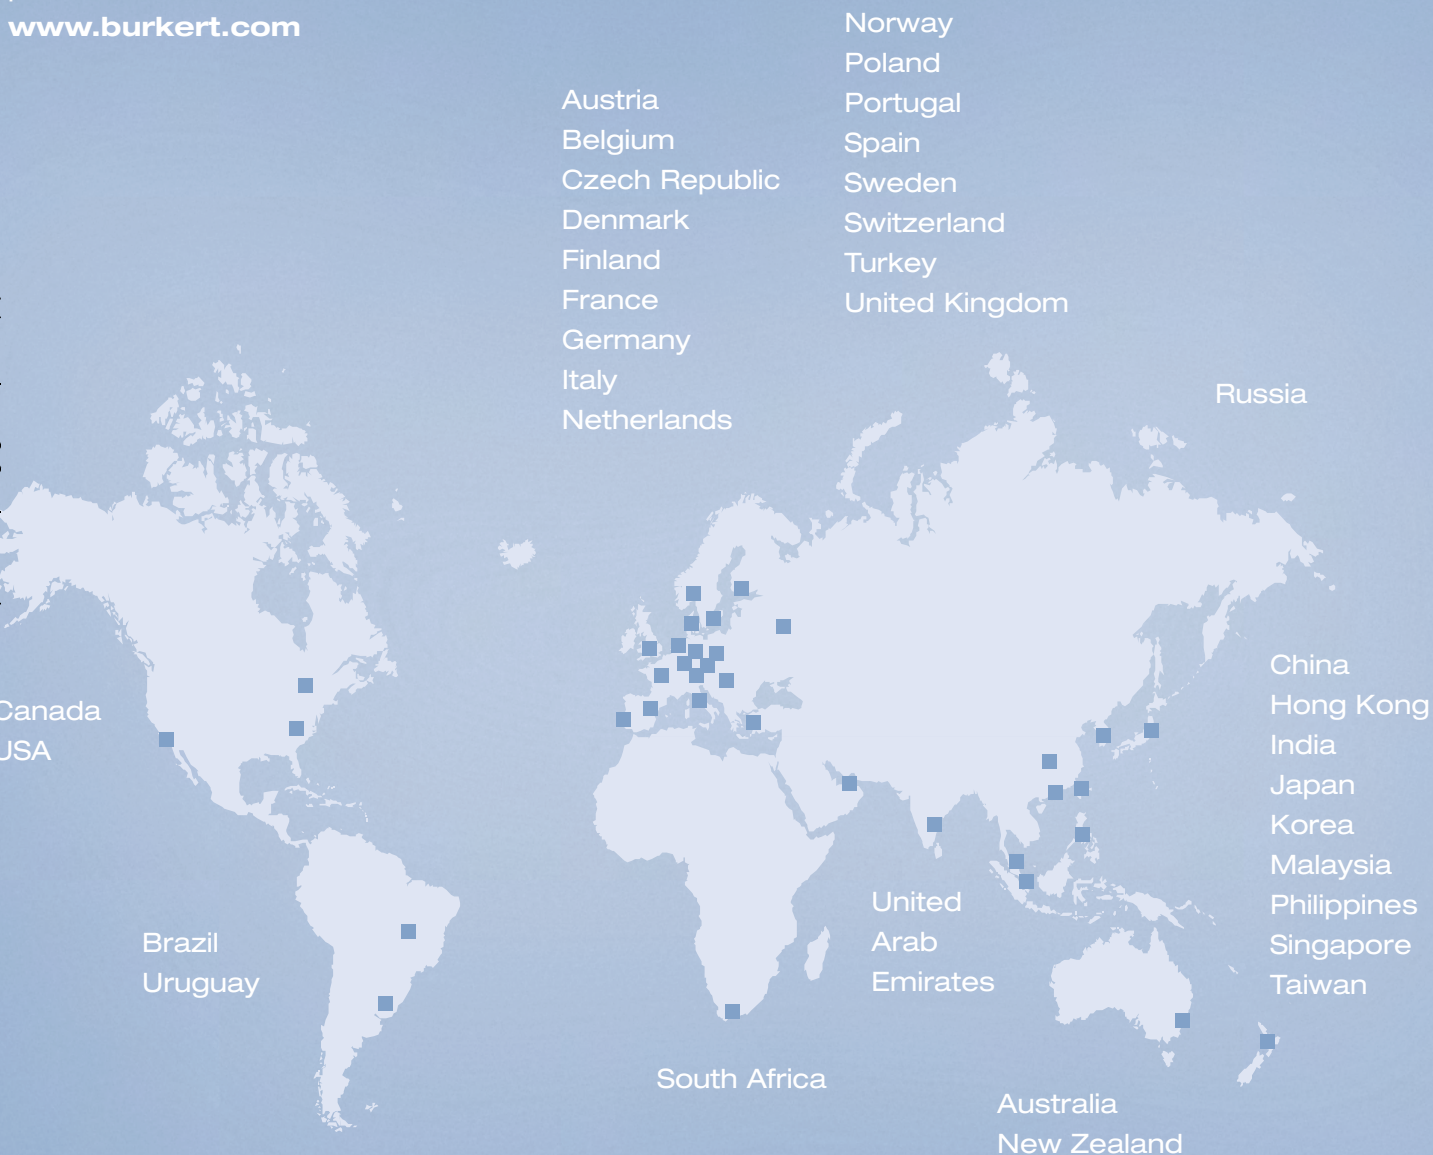 www.burkert.com
Austria
Belgium
Czech Republic
Denmark
Finland
France
Germany
Italy
Netherlands
Norway
Poland
Portugal
Spain
Sweden
Switzerland
Turkey
United Kingdom
Russia
Canada
USA
China
Hong Kong
India
Japan
Korea
Malaysia
Philippines
Singapore
Taiwan
Brazil
Uruguay
United
Arab
Emirates
South Africa
Australia
New Zealand